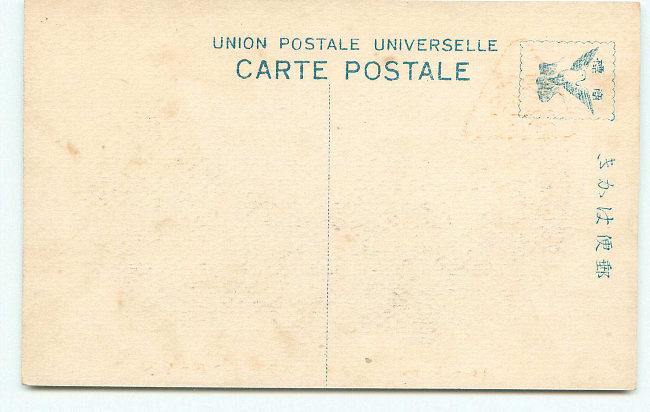 UNION POSTALE UNIVERSELLE
CARTE POSTALE
きかは便郵